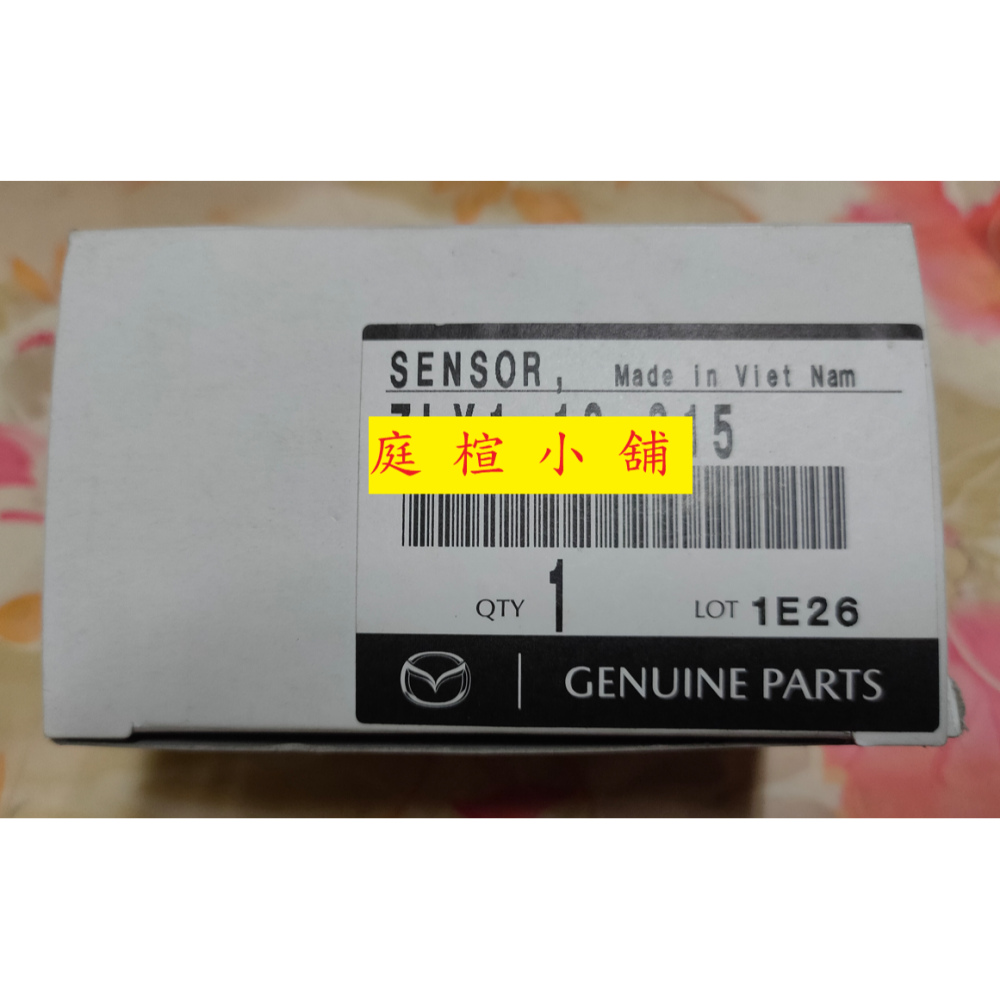 SENSOR, Made in Viet Nam
庭楦小舖
QTY 1 LOT 1E26
GENUINE PARTS